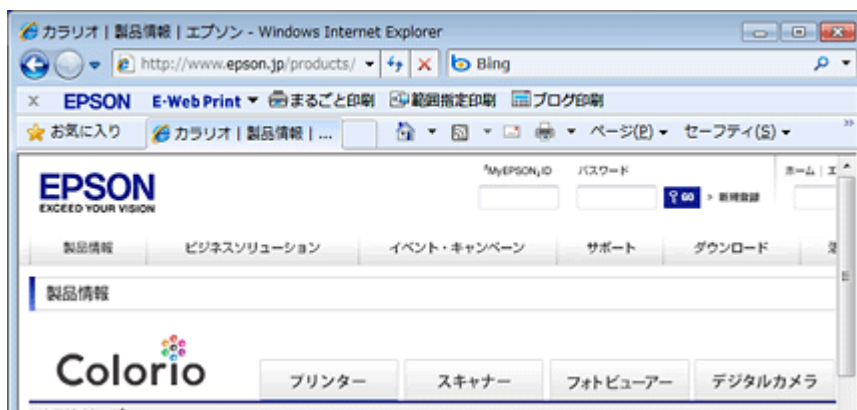 カラリオ | 製品情報 | エプソン - Windows Internet Explorer
http://www.epson.jp/products/ Bing
× EPSON E-Web Print まるごと印刷 範囲指定印刷 ブログ印刷
お気に入り カラリオ | 製品情報 | ... ページ(P) セーフティ(S) »
MyEPSON ID パスワード ホーム | エ
EPSON
EXCEED YOUR VISION
GO > 新規登録
製品情報 ビジネスソリューション イベント・キャンペーン サポート ダウンロード
製品情報
Colorio プリンター スキャナー フォトビューアー デジタルカメラ